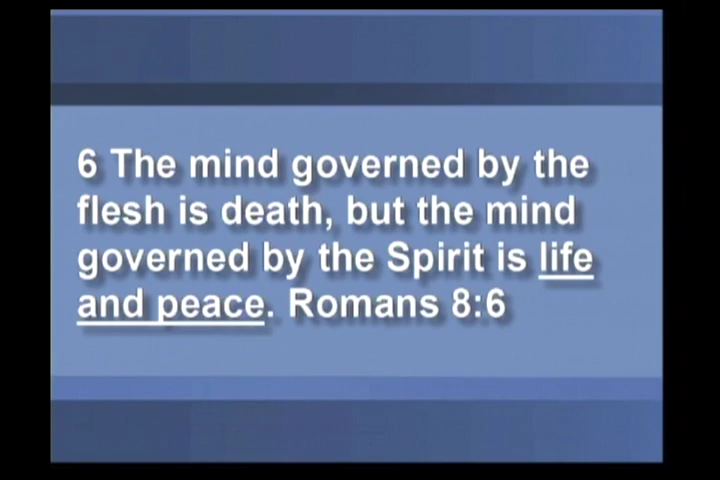 6 The mind governed by the
flesh is death, but the mind
governed by the Spirit is life
and peace. Romans 8:6